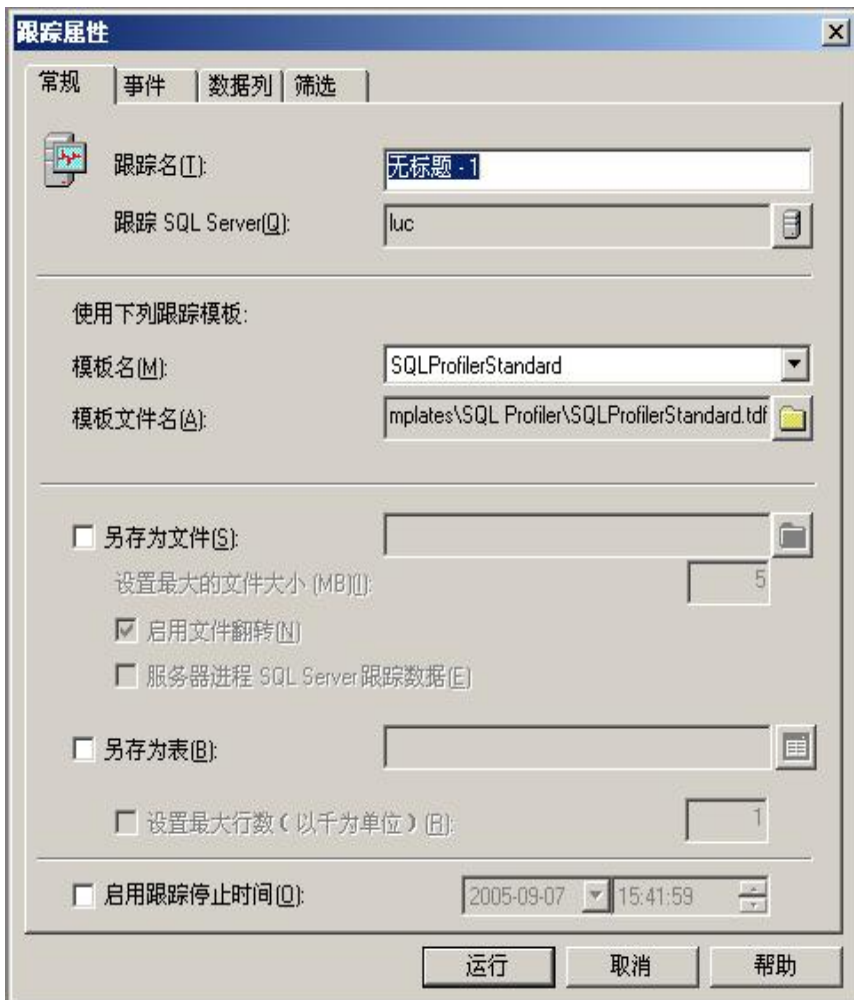 跟踪属性
常规 事件 数据列 筛选
跟踪名(T): 无标题 - 1
跟踪 SQL Server(Q): luc
使用下列跟踪模板:
模板名(M): SQLProfilerStandard
模板文件名(A): mplates\SQL Profiler\SQLProfilerStandard.tdf
另存为文件(S):
设置最大的文件大小 (MB)(I): 5
启用文件翻转(N)
服务器进程 SQL Server 跟踪数据(E)
另存为表(B):
设置最大行数（以千为单位）(R): 1
启用跟踪停止时间(O): 2005-09-07 15:41:59
运行 取消 帮助